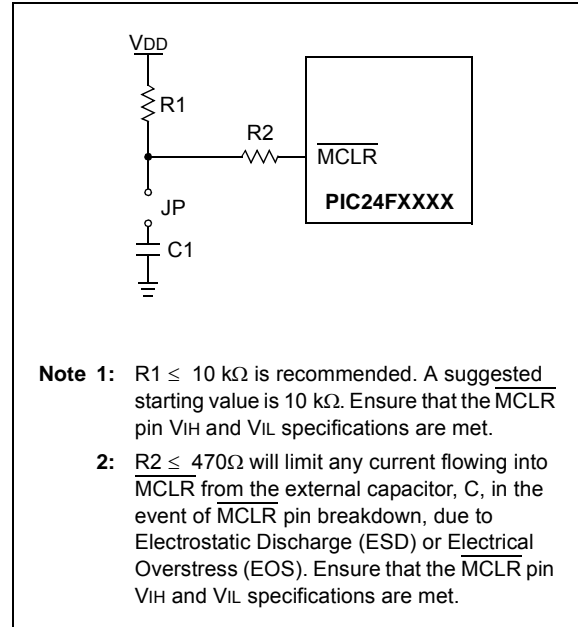 VDD
R1
R2
MCLR
JP
PIC24FXXXX
C1
Note 1: R1 ≤ 10 kΩ is recommended. A suggested
starting value is 10 kΩ. Ensure that the MCLR
pin VIH and VIL specifications are met.
2: R2 ≤ 470Ω will limit any current flowing into
MCLR from the external capacitor, C, in the
event of MCLR pin breakdown, due to
Electrostatic Discharge (ESD) or Electrical
Overstress (EOS). Ensure that the MCLR pin
VIH and VIL specifications are met.